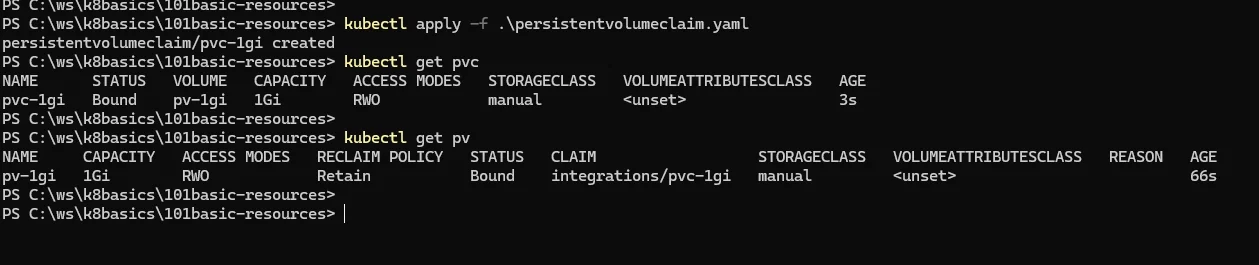 PS C:\ws\k8basics\101basic-resources>
PS C:\ws\k8basics\101basic-resources> kubectl apply -f .\persistentvolumeclaim.yaml
persistentvolumeclaim/pvc-1gi created
PS C:\ws\k8basics\101basic-resources> kubectl get pvc
NAME      STATUS   VOLUME   CAPACITY   ACCESS MODES   STORAGECLASS   VOLUMEATTRIBUTESCLASS   AGE
pvc-1gi   Bound    pv-1gi   1Gi        RWO            manual         <unset>                 3s
PS C:\ws\k8basics\101basic-resources>
PS C:\ws\k8basics\101basic-resources> kubectl get pv
NAME     CAPACITY   ACCESS MODES   RECLAIM POLICY   STATUS   CLAIM                  STORAGECLASS   VOLUMEATTRIBUTESCLASS   REASON   AGE
pv-1gi   1Gi        RWO            Retain           Bound    integrations/pvc-1gi   manual         <unset>                          66s
PS C:\ws\k8basics\101basic-resources>
PS C:\ws\k8basics\101basic-resources>